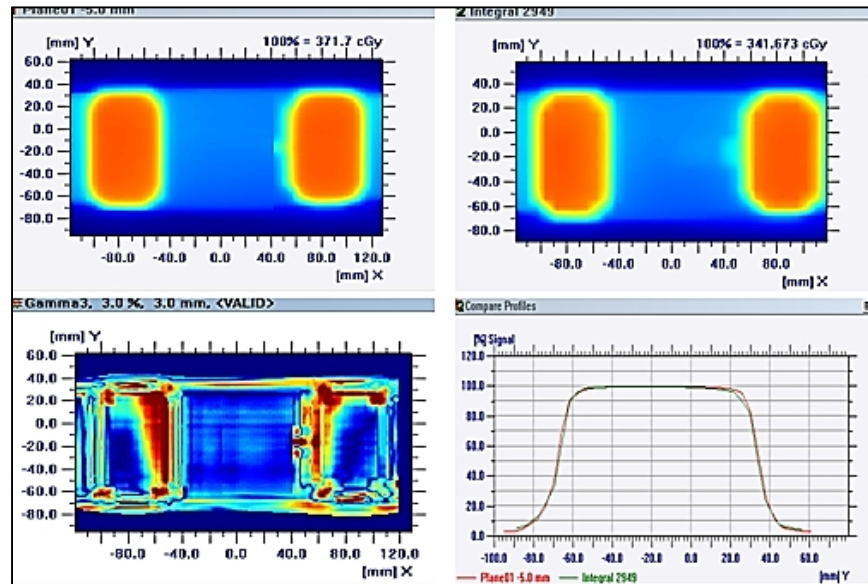 Plane01 -5.0 mm
[mm] Y
100% = 371.7 cGy
60.0
40.0
20.0
0.0
-20.0
-40.0
-60.0
-80.0
-80.0 -40.0 0.0 40.0 80.0 120.0
[mm] X
2 Integral 2949
[mm] Y
100% = 341.673 cGy
60.0
40.0
20.0
0.0
-20.0
-40.0
-60.0
-80.0
-80.0 -40.0 0.0 40.0 80.0
[mm] X
Gamma3, 3.0 %, 3.0 mm, <VALID>
[mm] Y
60.0
40.0
20.0
0.0
-20.0
-40.0
-60.0
-80.0
-80.0 -40.0 0.0 40.0 80.0 120.0
[mm] X
Compare Profiles
[%] Signal
120.0
100.0
80.0
60.0
40.0
20.0
0.0
-100.0 -80.0 -60.0 -40.0 -20.0 0.0 20.0 40.0 60.0 80.0
[mm] Y
Plane01 -5.0 mm Integral 2949